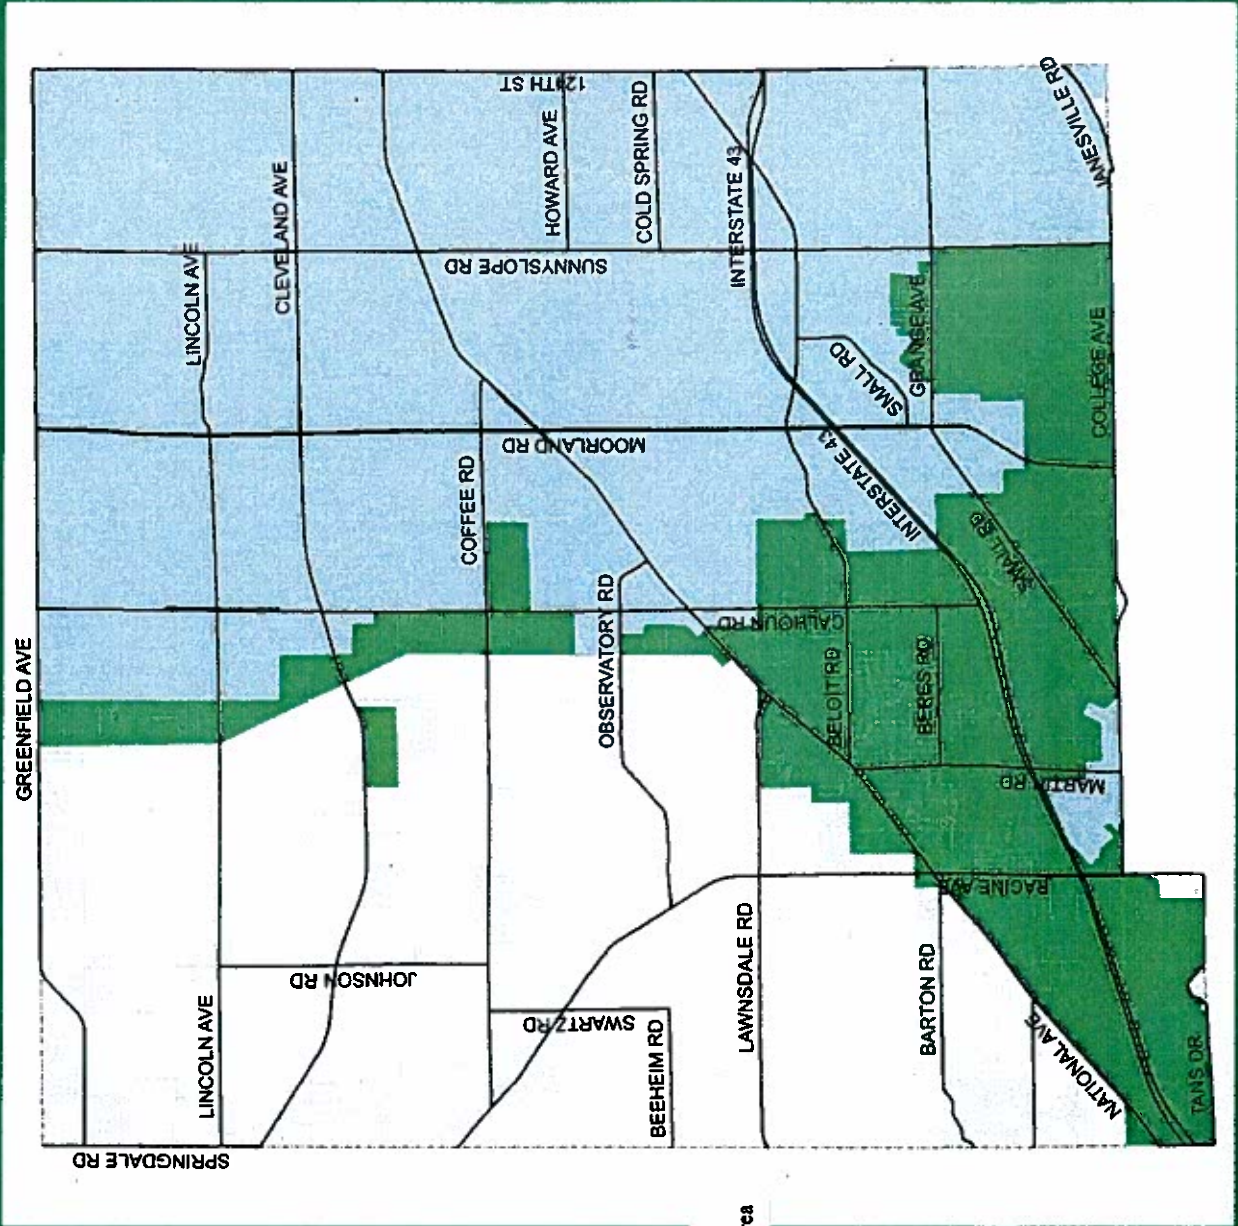 124TH ST
JANESVILLE RD
HOWARD AVE
COLD SPRING RD
CLEVELAND AVE
INTERSTATE 43
LINCOLN AVE
SUNNYSLOPE RD
GRANGE AVE
SMALL RD
COLLEGE AVE
MOORLAND RD
INTERSTATE 43
COFFEE RD
SMALL RD
OBSERVATORY RD
CALHOUN RD
GREENFIELD AVE
BELOIT RD
BERES RD
MARTIN RD
RACINE AVE
LAWNSDALE RD
BARTON RD
JOHNSON RD
LINCOLN AVE
SWARTZ RD
BEEHEIM RD
NATIONAL AVE
TANS DR
SPRINGDALE RD
ea